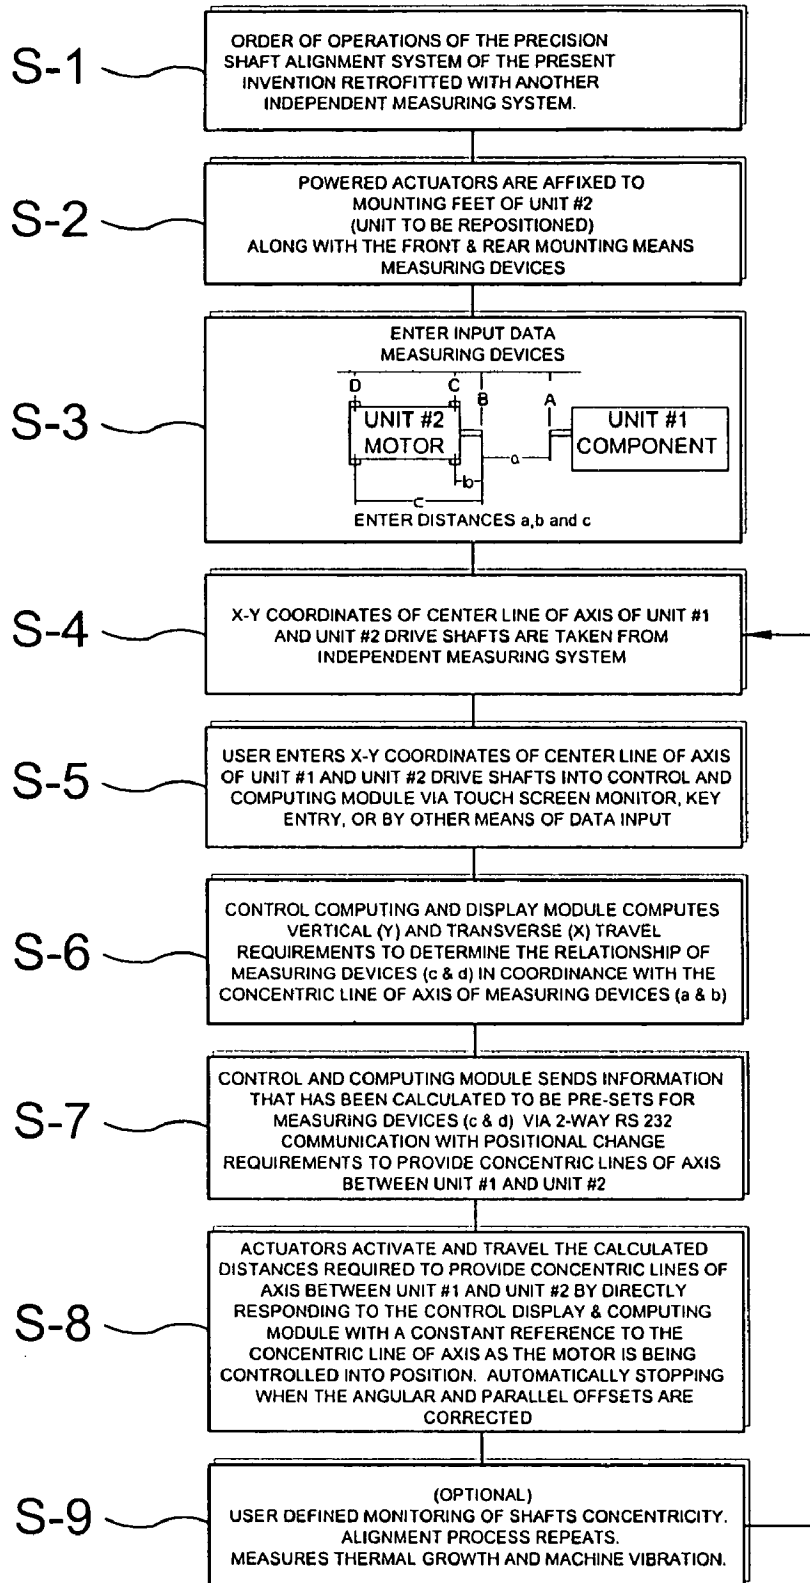 S-1
ORDER OF OPERATIONS OF THE PRECISION
SHAFT ALIGNMENT SYSTEM OF THE PRESENT
INVENTION RETROFITTED WITH ANOTHER
INDEPENDENT MEASURING SYSTEM.
S-2
POWERED ACTUATORS ARE AFFIXED TO
MOUNTING FEET OF UNIT #2
(UNIT TO BE REPOSITIONED)
ALONG WITH THE FRONT & REAR MOUNTING MEANS
MEASURING DEVICES
S-3
ENTER INPUT DATA
MEASURING DEVICES
D C B A
UNIT #2
MOTOR
UNIT #1
COMPONENT
a
b
c
ENTER DISTANCES a,b and c
S-4
X-Y COORDINATES OF CENTER LINE OF AXIS OF UNIT #1
AND UNIT #2 DRIVE SHAFTS ARE TAKEN FROM
INDEPENDENT MEASURING SYSTEM
S-5
USER ENTERS X-Y COORDINATES OF CENTER LINE OF AXIS
OF UNIT #1 AND UNIT #2 DRIVE SHAFTS INTO CONTROL AND
COMPUTING MODULE VIA TOUCH SCREEN MONITOR, KEY
ENTRY, OR BY OTHER MEANS OF DATA INPUT
S-6
CONTROL COMPUTING AND DISPLAY MODULE COMPUTES
VERTICAL (Y) AND TRANSVERSE (X) TRAVEL
REQUIREMENTS TO DETERMINE THE RELATIONSHIP OF
MEASURING DEVICES (c & d) IN COORDINANCE WITH THE
CONCENTRIC LINE OF AXIS OF MEASURING DEVICES (a & b)
S-7
CONTROL AND COMPUTING MODULE SENDS INFORMATION
THAT HAS BEEN CALCULATED TO BE PRE-SETS FOR
MEASURING DEVICES (c & d) VIA 2-WAY RS 232
COMMUNICATION WITH POSITIONAL CHANGE
REQUIREMENTS TO PROVIDE CONCENTRIC LINES OF AXIS
BETWEEN UNIT #1 AND UNIT #2
S-8
ACTUATORS ACTIVATE AND TRAVEL THE CALCULATED
DISTANCES REQUIRED TO PROVIDE CONCENTRIC LINES OF
AXIS BETWEEN UNIT #1 AND UNIT #2 BY DIRECTLY
RESPONDING TO THE CONTROL DISPLAY & COMPUTING
MODULE WITH A CONSTANT REFERENCE TO THE
CONCENTRIC LINE OF AXIS AS THE MOTOR IS BEING
CONTROLLED INTO POSITION. AUTOMATICALLY STOPPING
WHEN THE ANGULAR AND PARALLEL OFFSETS ARE
CORRECTED
S-9
(OPTIONAL)
USER DEFINED MONITORING OF SHAFTS CONCENTRICITY.
ALIGNMENT PROCESS REPEATS.
MEASURES THERMAL GROWTH AND MACHINE VIBRATION.